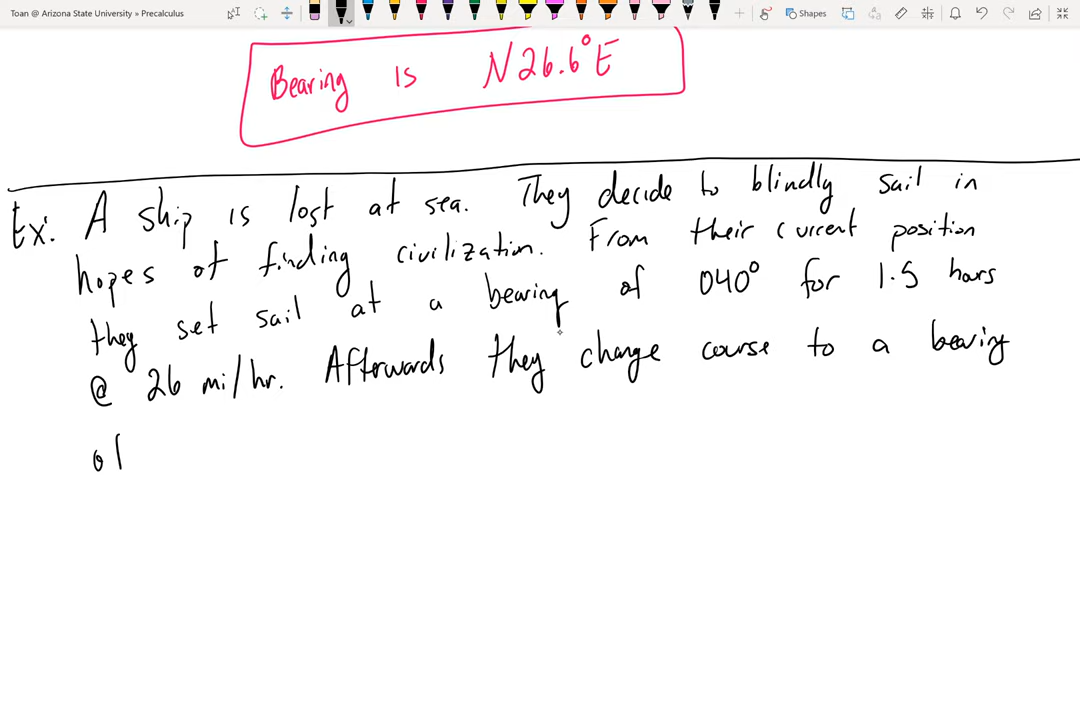 Toan @ Arizona State University » Precalculus
Shapes
Bearing is N26.6°E
Ex: A ship is lost at sea. They decide to blindly sail in
hopes of finding civilization. From their current position
they set sail at a bearing of 040° for 1.5 hours
@ 26 mi/hr. Afterwards they change course to a bearing
of